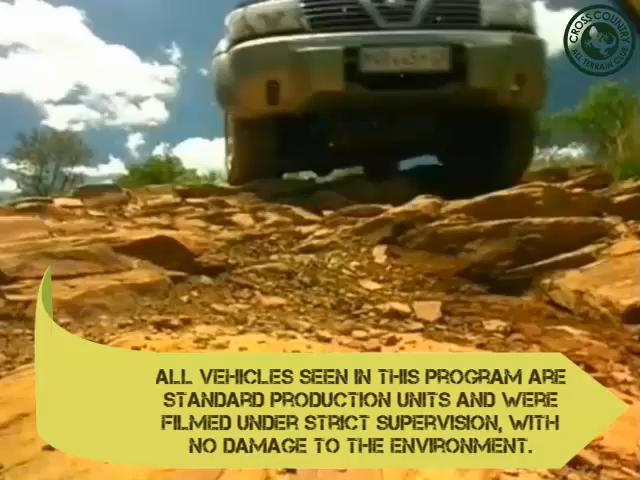 CROSS COUNTRY
ALL TERRAIN CLUB
ALL VEHICLES SEEN IN THIS PROGRAM ARE
STANDARD PRODUCTION UNITS AND WERE
FILMED UNDER STRICT SUPERVISION, WITH
NO DAMAGE TO THE ENVIRONMENT.